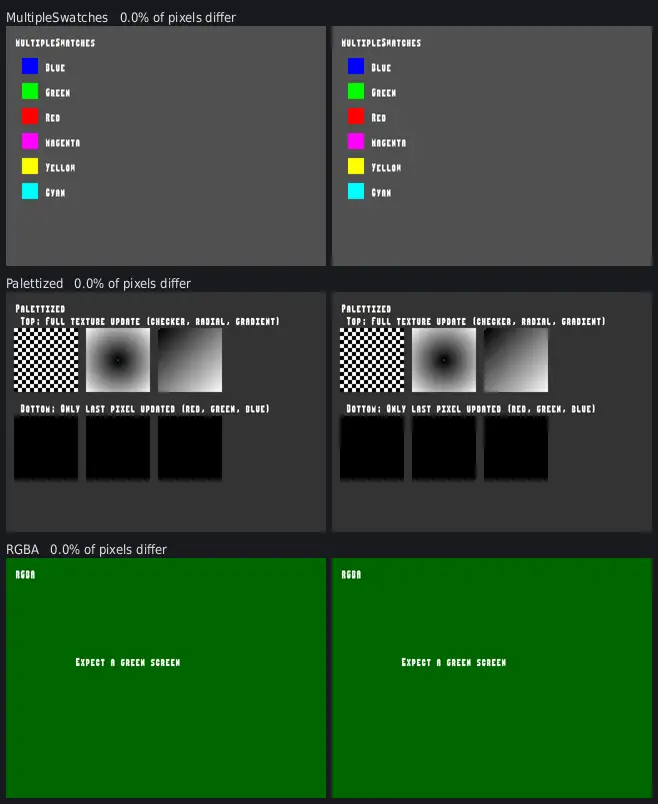 MultipleSwatches 0.0% of pixels differ
MultipleSwatches MultipleSwatches
Blue Blue
Green Green
Red Red
Magenta Magenta
Yellow Yellow
Cyan Cyan
Palettized 0.0% of pixels differ
Palettized Palettized
Top: Full texture update (checker, radial, gradient) Top: Full texture update (checker, radial, gradient)
Bottom: Only last pixel updated (red, green, blue) Bottom: Only last pixel updated (red, green, blue)
RGBA 0.0% of pixels differ
RGBA RGBA
Expect a green screen Expect a green screen